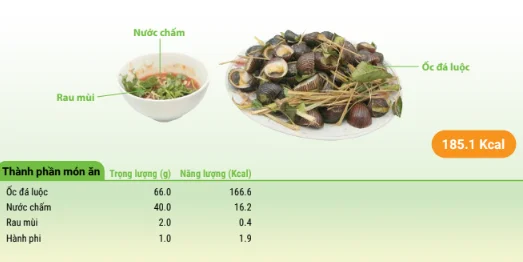 Nước chấm
Ốc đá luộc
Rau mùi
185.1 Kcal
Thành phần món ăn Trọng lượng (g) Năng lượng (Kcal)
Ốc đá luộc 66.0 166.6
Nước chấm 40.0 16.2
Rau mùi 2.0 0.4
Hành phi 1.0 1.9